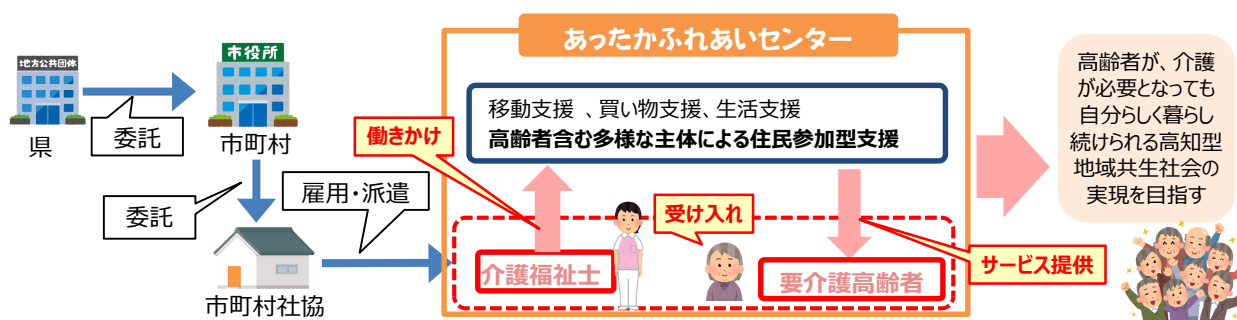 地方公共団体
県
委託
市役所
市町村
委託
市町村社協
雇用・派遣
あったかふれあいセンター
移動支援 、買い物支援、生活支援
高齢者含む多様な主体による住民参加型支援
働きかけ
受け入れ
介護福祉士
要介護高齢者
サービス提供
高齢者が、介護
が必要となっても
自分らしく暮らし
続けられる高知型
地域共生社会の
実現を目指す